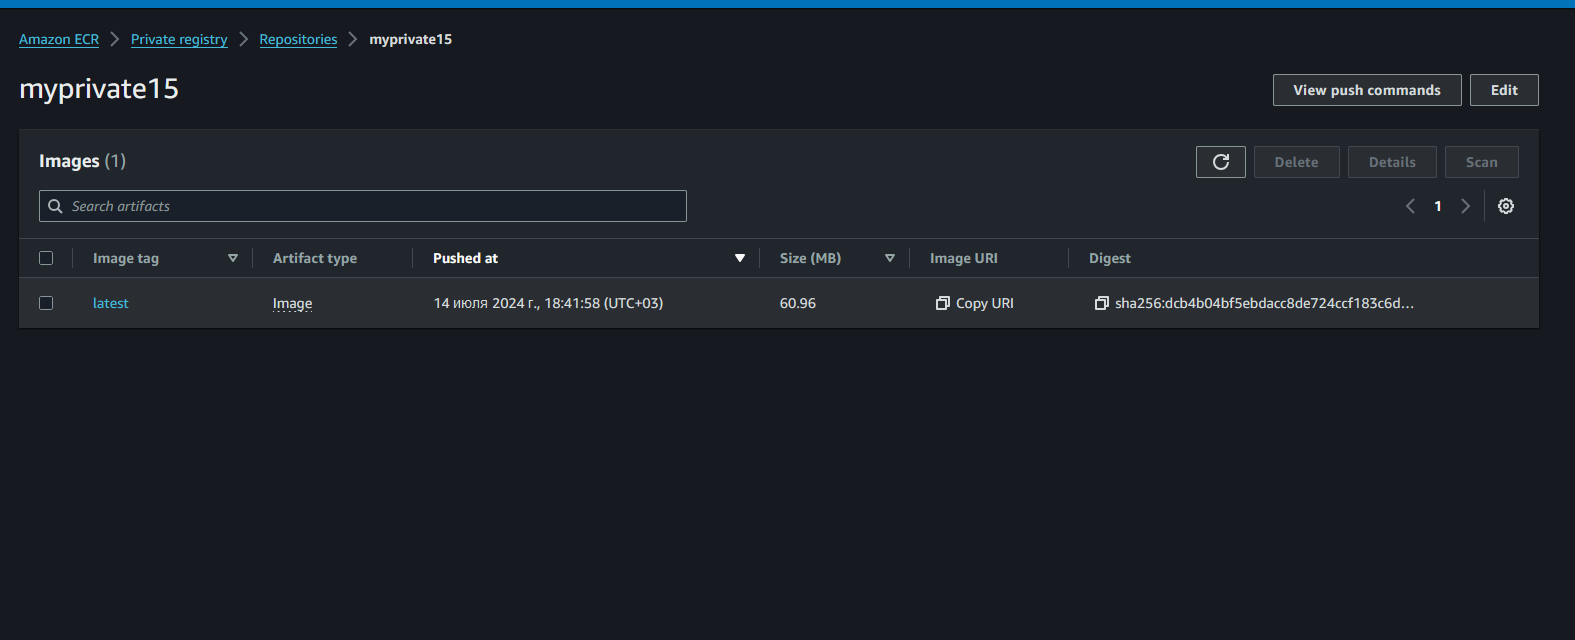 Amazon ECR > Private registry > Repositories > myprivate15
myprivate15
View push commands Edit
Images (1)
Delete Details Scan
Search artifacts
1
Image tag Artifact type Pushed at Size (MB) Image URI Digest
latest Image 14 июля 2024 г., 18:41:58 (UTC+03) 60.96 Copy URI sha256:dcb4b04bf5ebdacc8de724ccf183c6d...